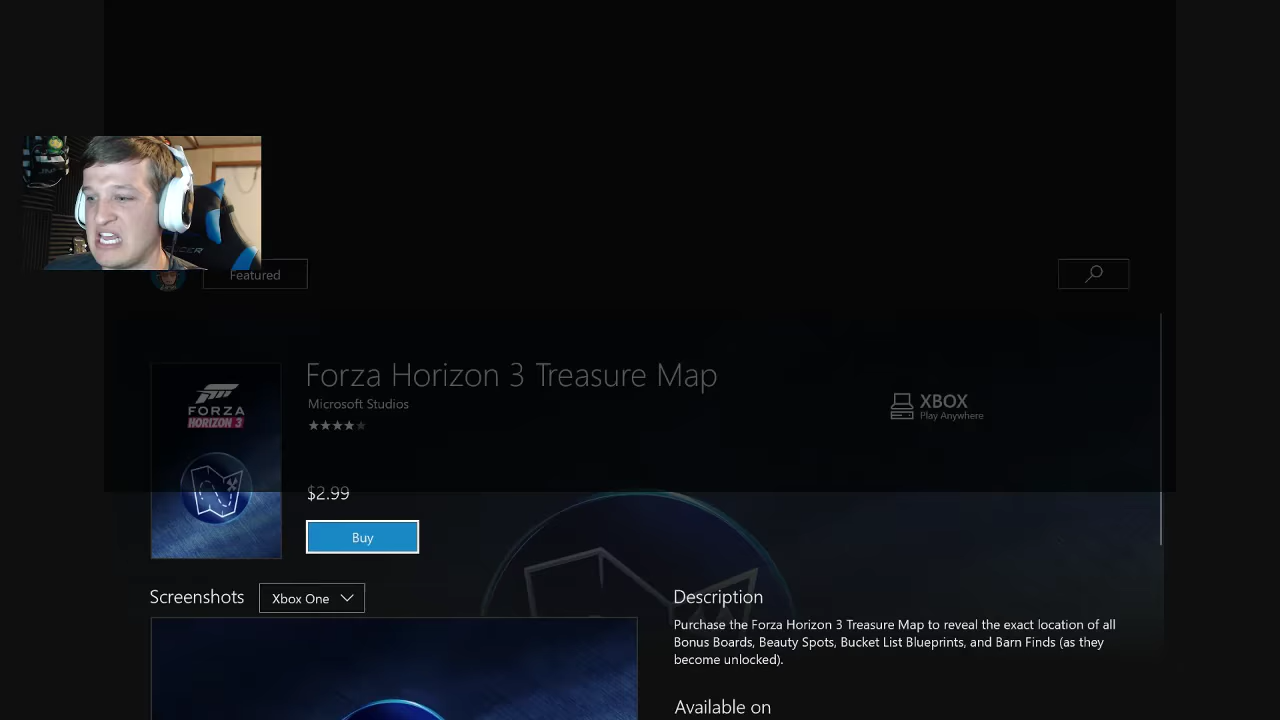 Featured
Forza Horizon 3 Treasure Map
Microsoft Studios
FORZA
HORIZON 3
XBOX
Play Anywhere
$2.99
Buy
Screenshots
Xbox One
Description
Purchase the Forza Horizon 3 Treasure Map to reveal the exact location of all
Bonus Boards, Beauty Spots, Bucket List Blueprints, and Barn Finds (as they
become unlocked).
Available on